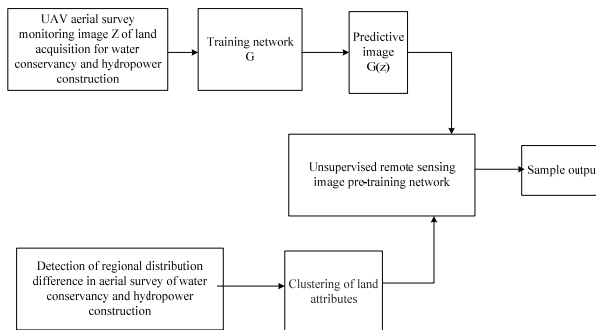 UAV aerial survey
monitoring image Z of land
acquisition for water
conservancy and hydropower
construction
Training network
G
Predictive
image
G(z)
Unsupervised remote sensing
image pre-training network
Sample output
Detection of regional distribution
difference in aerial survey of water
conservancy and hydropower
construction
Clustering of land
attributes